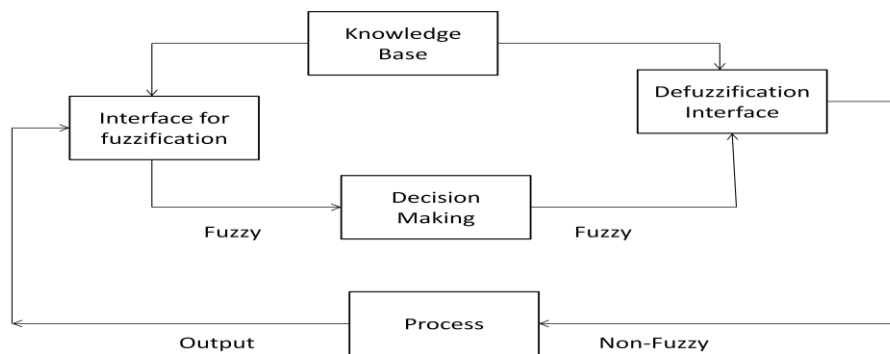 Knowledge
Base
Interface for
fuzzification
Defuzzification
Interface
Decision
Making
Fuzzy
Fuzzy
Process
Output
Non-Fuzzy